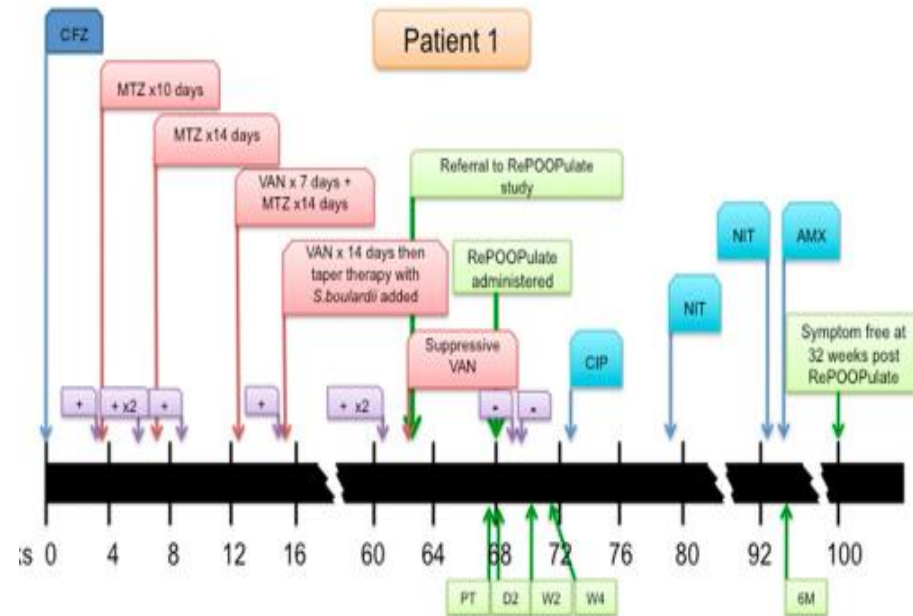 CFZ
Patient 1
MTZ x10 days
MTZ x14 days
VAN x 7 days +
MTZ x14 days
VAN x 14 days then
taper therapy with
S.boulardii added
Referral to RePOOPulate
study
RePOOPulate
administered
Suppressive
VAN
CIP
NIT
NIT
AMX
Symptom free at
32 weeks post
RePOOPulate
+
+ x2
+
+
+ x2
ks 0 4 8 12 16 60 64 68 72 76 80 92 100
PT D2 W2 W4 6M